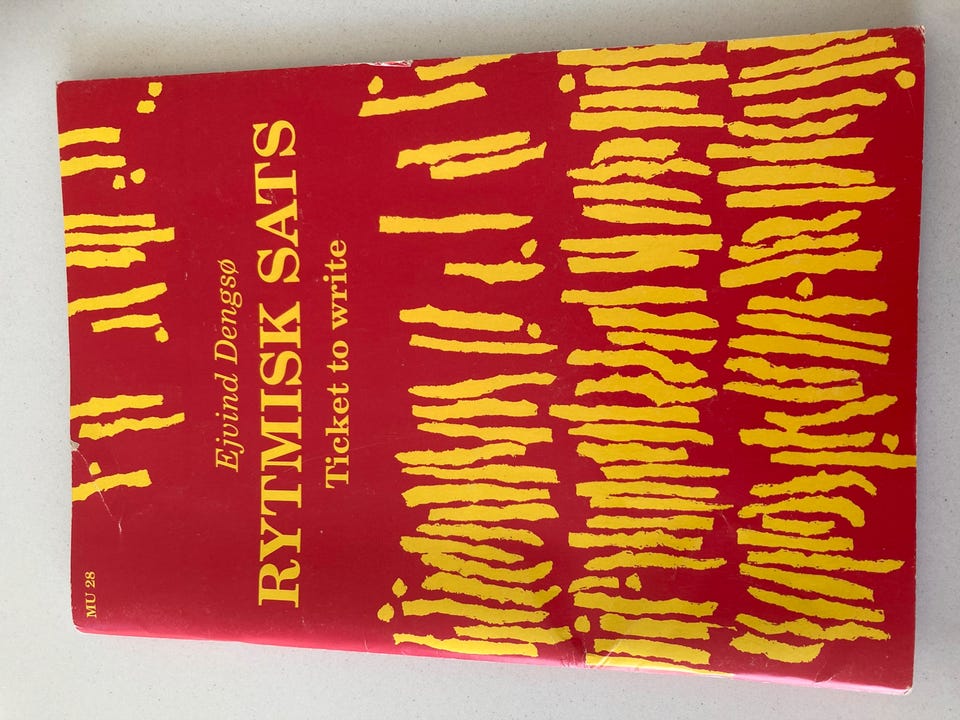 MU 28
Ejvind Dengsø
RYTMISK SATS
Ticket to write